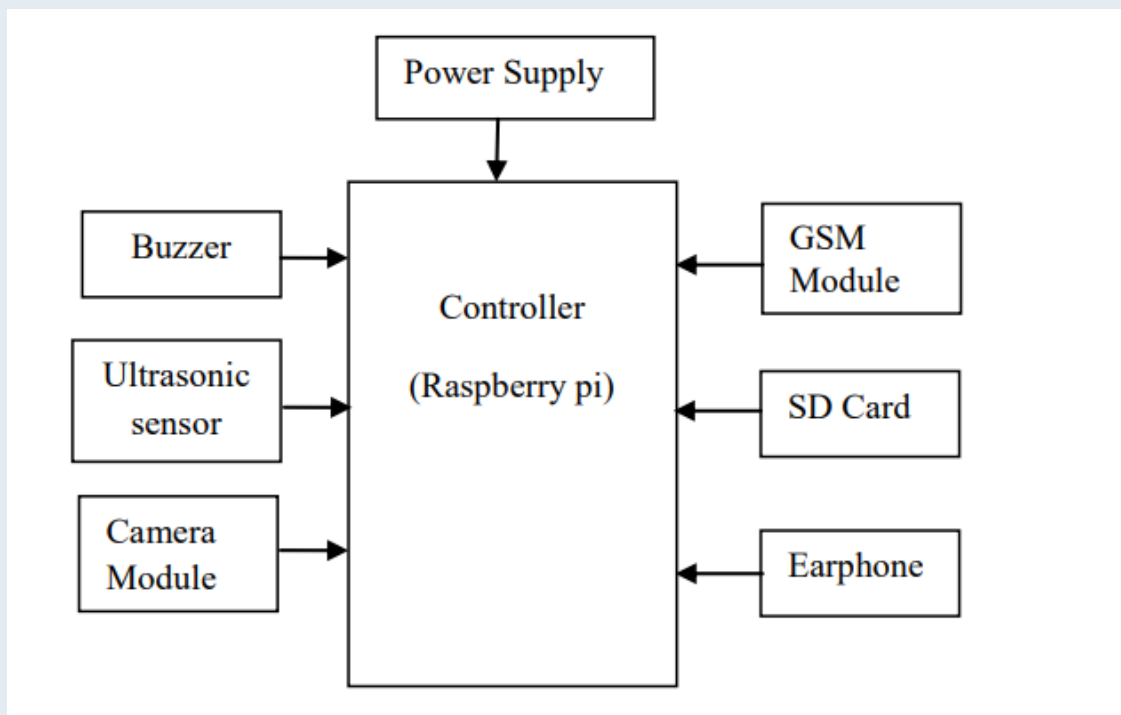 Power Supply
Buzzer
Ultrasonic
sensor
Camera
Module
Controller
(Raspberry pi)
GSM
Module
SD Card
Earphone